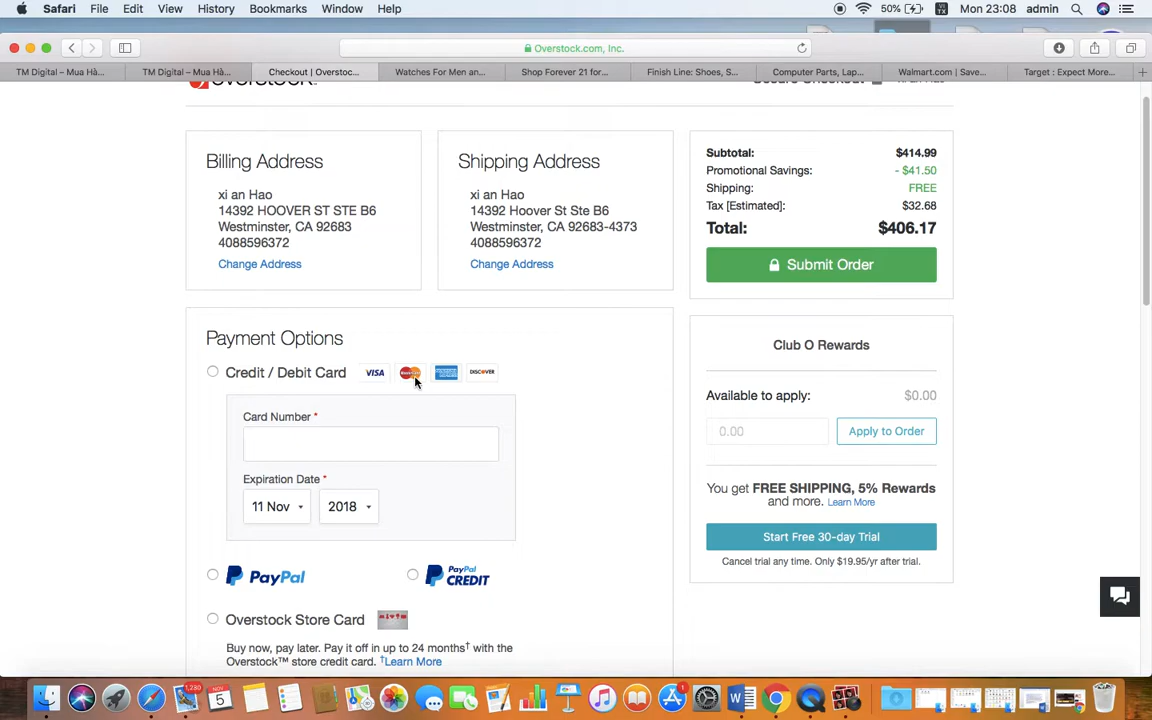 Safari File Edit View History Bookmarks Window Help 50% Mon 23:08 admin
Overstock.com, Inc.
TM Digital – Mua Hà... TM Digital – Mua Hà... Checkout | Overstoc... Watches For Men an... Shop Forever 21 for... Finish Line: Shoes, S... Computer Parts, Lap... Walmart.com | Save... Target : Expect More...
Billing Address
xi an Hao
14392 HOOVER ST STE B6
Westminster, CA 92683
4088596372
Change Address
Shipping Address
xi an Hao
14392 Hoover St Ste B6
Westminster, CA 92683-4373
4088596372
Change Address
Subtotal: $414.99
Promotional Savings: - $41.50
Shipping: FREE
Tax [Estimated]: $32.68
Total: $406.17
Submit Order
Payment Options
Credit / Debit Card VISA DISCOVER
Card Number *
Expiration Date *
11 Nov 2018
PayPal PayPal CREDIT
Overstock Store Card
Buy now, pay later. Pay it off in up to 24 months† with the
Overstock™ store credit card. †Learn More
Club O Rewards
Available to apply: $0.00
0.00 Apply to Order
You get FREE SHIPPING, 5% Rewards
and more. Learn More
Start Free 30-day Trial
Cancel trial any time. Only $19.95/yr after trial.
1,280
NOV
5
1